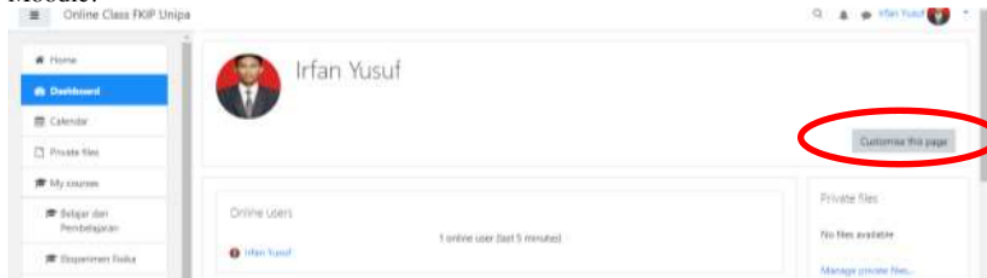 Moodle.
Online Class FKIP Unipa
Irfan Yusuf
Home
Irfan Yusuf
Dashboard
Calendar
Customise this page
Private files
My courses
Private files
Belajar dan
Pembelajaran
Online users
1 online user (last 5 minutes)
No files available
Eksperimen Fisika
Irfan Yusuf
Manage private files...